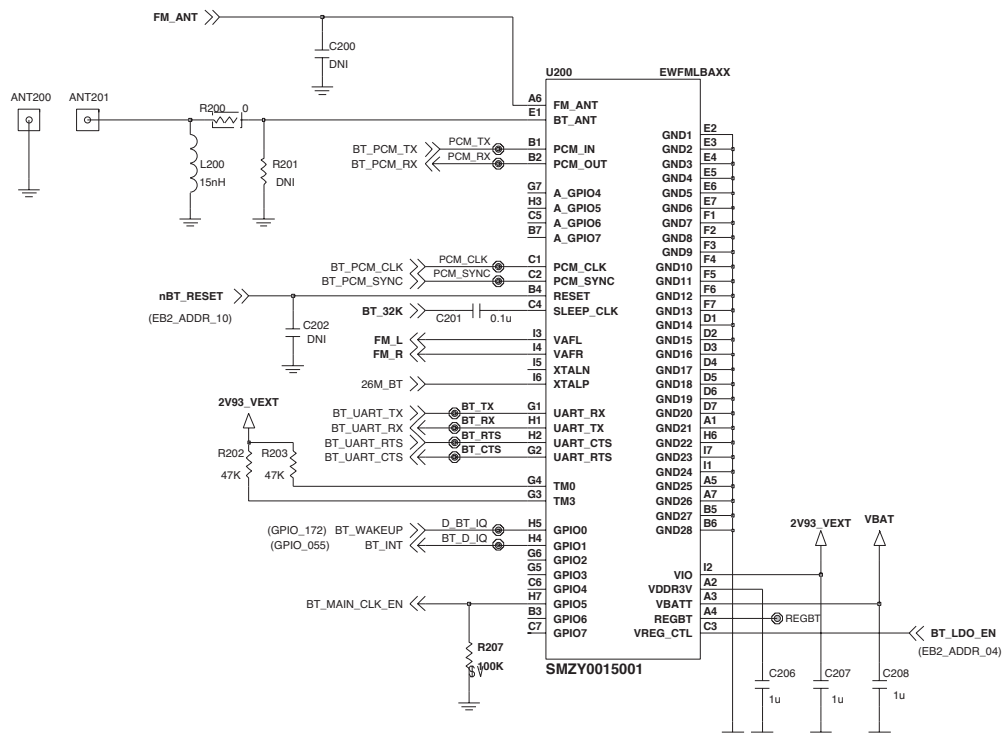 FM_ANT
C200
DNI
U200 EWFMLBAXX
ANT200 ANT201
R200 0
A6 FM_ANT
E1 BT_ANT
L200
15nH
R201
DNI
BT_PCM_TX PCM_TX B1 PCM_IN
BT_PCM_RX PCM_RX B2 PCM_OUT
G7 A_GPIO4
H3 A_GPIO5
C5 A_GPIO6
B7 A_GPIO7
BT_PCM_CLK PCM_CLK C1 PCM_CLK
BT_PCM_SYNC PCM_SYNC C2 PCM_SYNC
nBT_RESET B4 RESET
(EB2_ADDR_10)
BT_32K C201 0.1u C4 SLEEP_CLK
C202
DNI
FM_L I3 VAFL
FM_R I4 VAFR
I5 XTALN
26M_BT I6 XTALP
2V93_VEXT
BT_UART_TX BT_TX G1 UART_RX
BT_UART_RX BT_RX H1 UART_TX
BT_UART_RTS BT_RTS H2 UART_CTS
BT_UART_CTS BT_CTS G2 UART_RTS
R202 R203
47K 47K
G4 TM0
G3 TM3
(GPIO_172) BT_WAKEUP D_BT_IQ H5 GPIO0
(GPIO_055) BT_INT BT_D_IQ H4 GPIO1
G6 GPIO2
G5 GPIO3
C6 GPIO4
BT_MAIN_CLK_EN H7 GPIO5
B3 GPIO6
C7 GPIO7
R207
100K
GND1 E2
GND2 E3
GND3 E4
GND4 E5
GND5 E6
GND6 E7
GND7 F1
GND8 F2
GND9 F3
GND10 F4
GND11 F5
GND12 F6
GND13 F7
GND14 D1
GND15 D2
GND16 D3
GND17 D4
GND18 D5
GND19 D6
GND20 D7
GND21 A1
GND22 H6
GND23 I7
GND24 I1
GND25 A5
GND26 A7
GND27 B5
GND28 B6
2V93_VEXT VBAT
VIO I2
VDDR3V A2
VBATT A3
REGBT A4 REGBT
VREG_CTL C3 BT_LDO_EN
(EB2_ADDR_04)
SMZY0015001
C206 C207 C208
1u 1u 1u